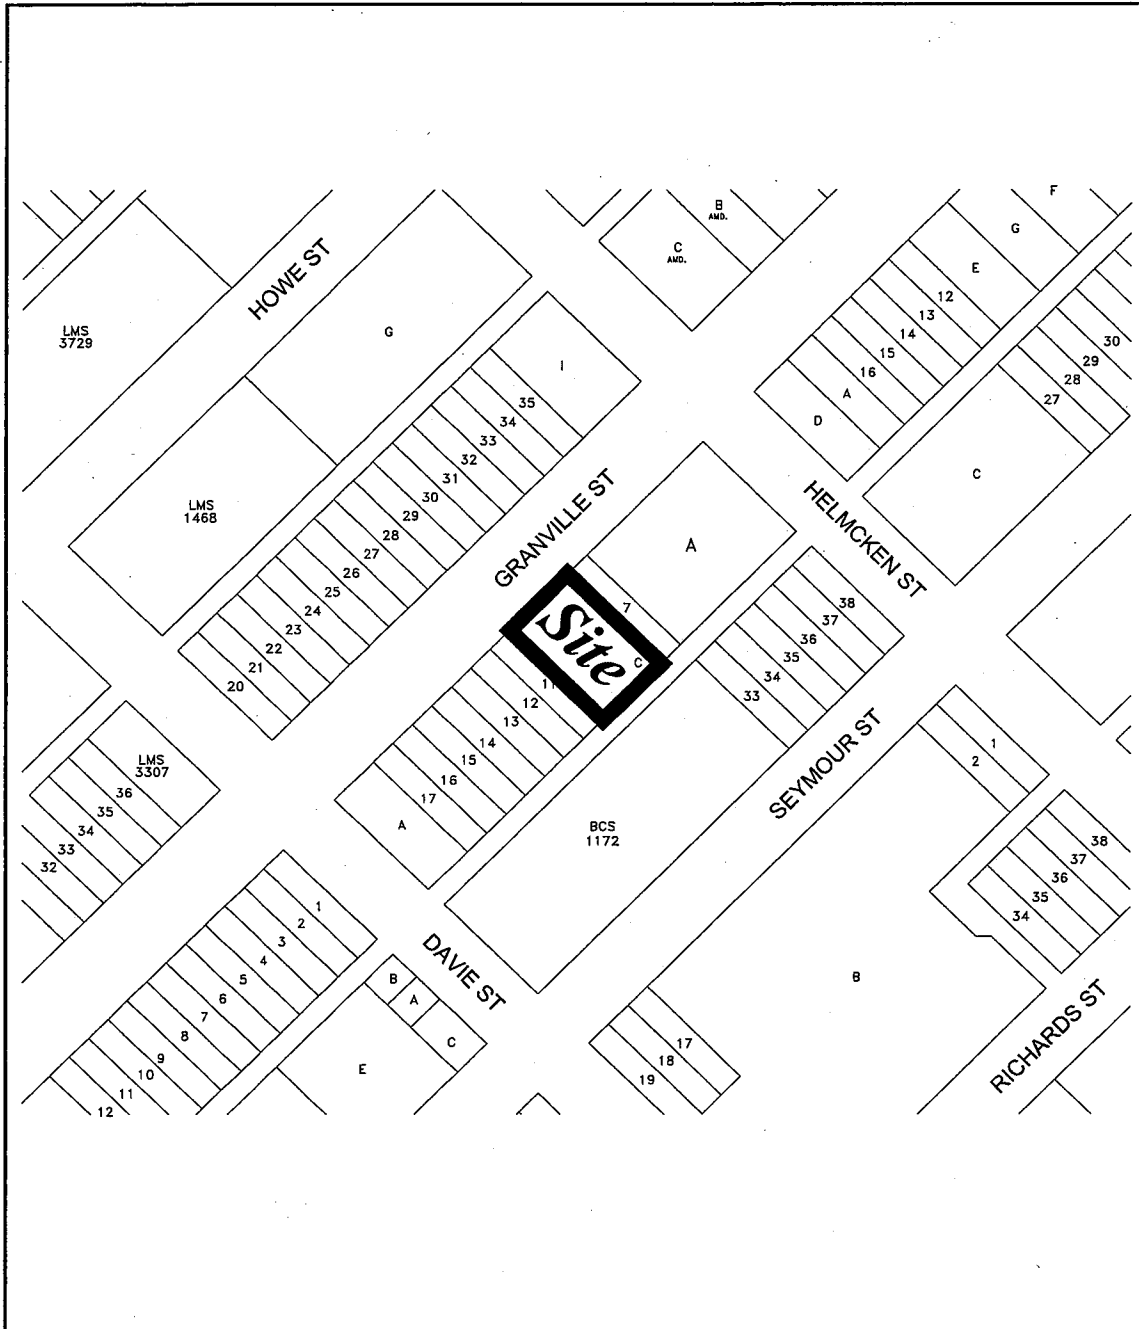 F
B
AMD.
G
C
AMD.
E
HOWE ST
12
13
14
15
16
A
D
30
29
28
27
LMS
3729
G
I
35
34
33
32
31
30
29
28
27
26
25
24
23
22
21
20
C
LMS
1468
GRANVILLE ST
HELMCKEN ST
A
7
Site
C
38
37
36
35
34
33
11
12
13
14
15
16
17
A
SEYMOUR ST
1
2
LMS
3307
36
35
34
33
32
BCS
1172
38
37
36
35
34
1
2
3
4
5
6
7
8
9
10
11
12
DAVIE ST
B
A
C
E
B
17
18
19
RICHARDS ST